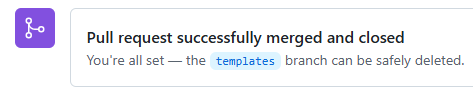 Pull request successfully merged and closed
You're all set — the templates branch can be safely deleted.